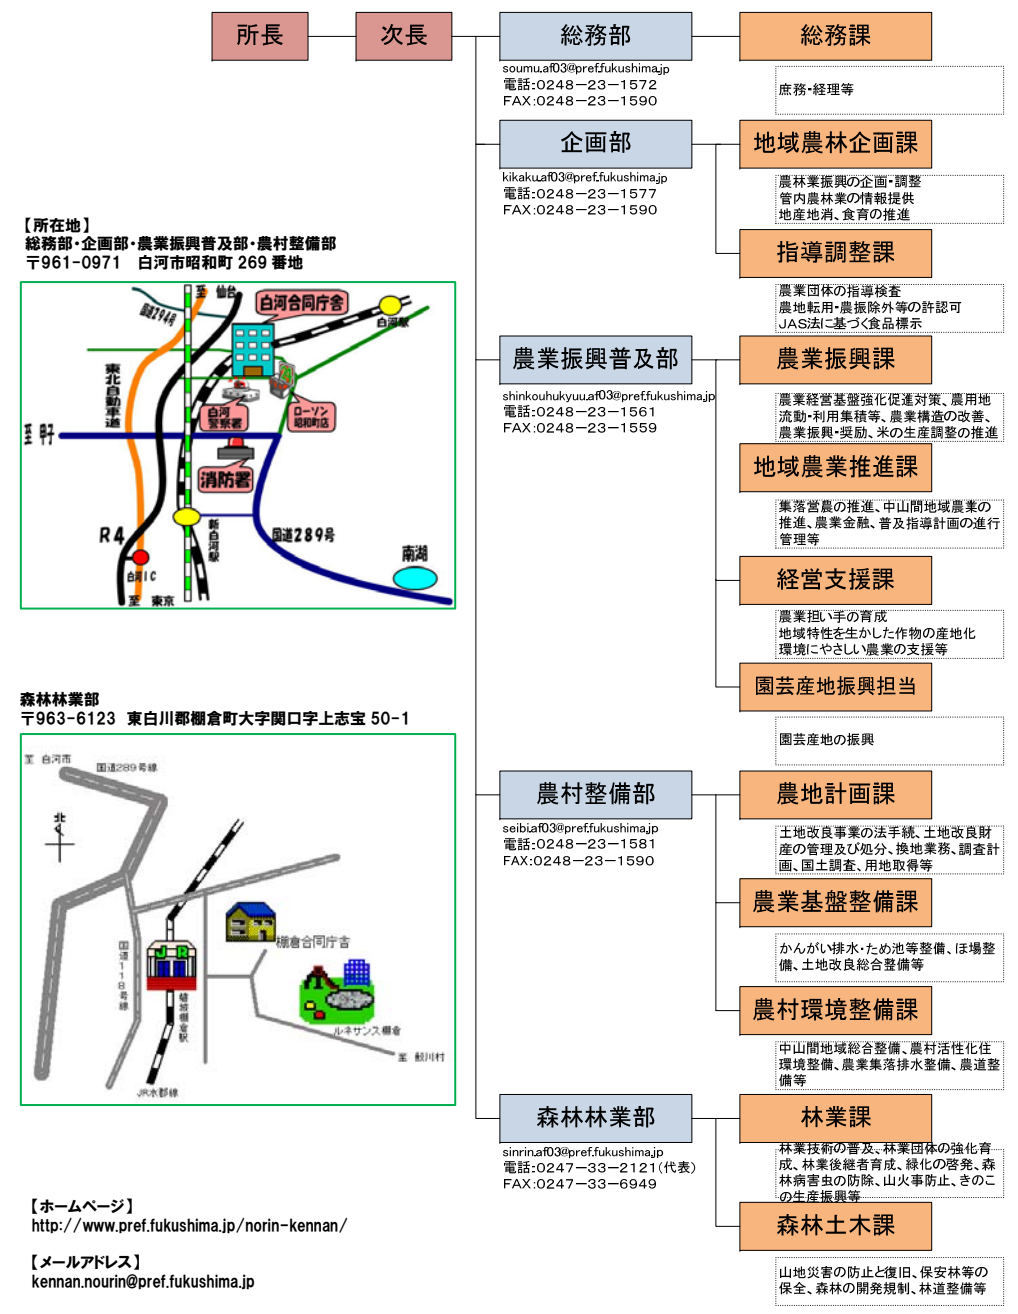 所長
次長
総務部
soumu.af03@pref.fukushima.jp
電話:0248－23－1572
FAX:0248－23－1590
総務課
庶務・経理等
企画部
kikaku.af03@pref.fukushima.jp
電話:0248－23－1577
FAX:0248－23－1590
地域農林企画課
農林業振興の企画・調整
管内農林業の情報提供
地産地消、食育の推進
指導調整課
農業団体の指導検査
農地転用・農振除外等の許認可
JAS法に基づく食品標示
農業振興普及部
shinkouhukyuu.af03@pref.fukushima.jp
電話:0248－23－1561
FAX:0248－23－1559
農業振興課
農業経営基盤強化促進対策、農用地
流動・利用集積等、農業構造の改善、
農業振興・奨励、米の生産調整の推進
地域農業推進課
集落営農の推進、中山間地域農業の
推進、農業金融、普及指導計画の進行
管理等
経営支援課
農業担い手の育成
地域特性を生かした作物の産地化
環境にやさしい農業の支援等
園芸産地振興担当
園芸産地の振興
農村整備部
seibi.af03@pref.fukushima.jp
電話:0248－23－1581
FAX:0248－23－1590
農地計画課
土地改良事業の法手続、土地改良財
産の管理及び処分、換地業務、調査計
画、国土調査、用地取得等
農業基盤整備課
かんがい排水・ため池等整備、ほ場整
備、土地改良総合整備等
農村環境整備課
中山間地域総合整備、農村活性化住
環境整備、農業集落排水整備、農道整
備等
森林林業部
sinrin.af03@pref.fukushima.jp
電話:0247－33－2121(代表)
FAX:0247－33－6949
林業課
林業技術の普及、林業団体の強化育
成、林業後継者育成、緑化の啓発、森
林病害虫の防除、山火事防止、きのこ
の生産振興等
森林土木課
山地災害の防止と復旧、保安林等の
保全、森林の開発規制、林道整備等
【所在地】
総務部・企画部・農業振興普及部・農村整備部
〒961-0971　白河市昭和町 269 番地
至　仙台
国道294号
白河合同庁舎
白河駅
東北自動車道
白河
警察署
ローソン
昭和町店
至　甲子
消防署
R4
新白河駅
国道289号
南湖
白河IC
至　東京
森林林業部
〒963-6123　東白川郡棚倉町大字関口字上志宝 50-1
至　白河市
国道289号線
北
国道118号線
JR
磐城棚倉駅
棚倉合同庁舎
ルネサンス棚倉
至　鮫川村
JR水郡線
【ホームページ】
http://www.pref.fukushima.jp/norin-kennan/
【メールアドレス】
kennan.nourin@pref.fukushima.jp